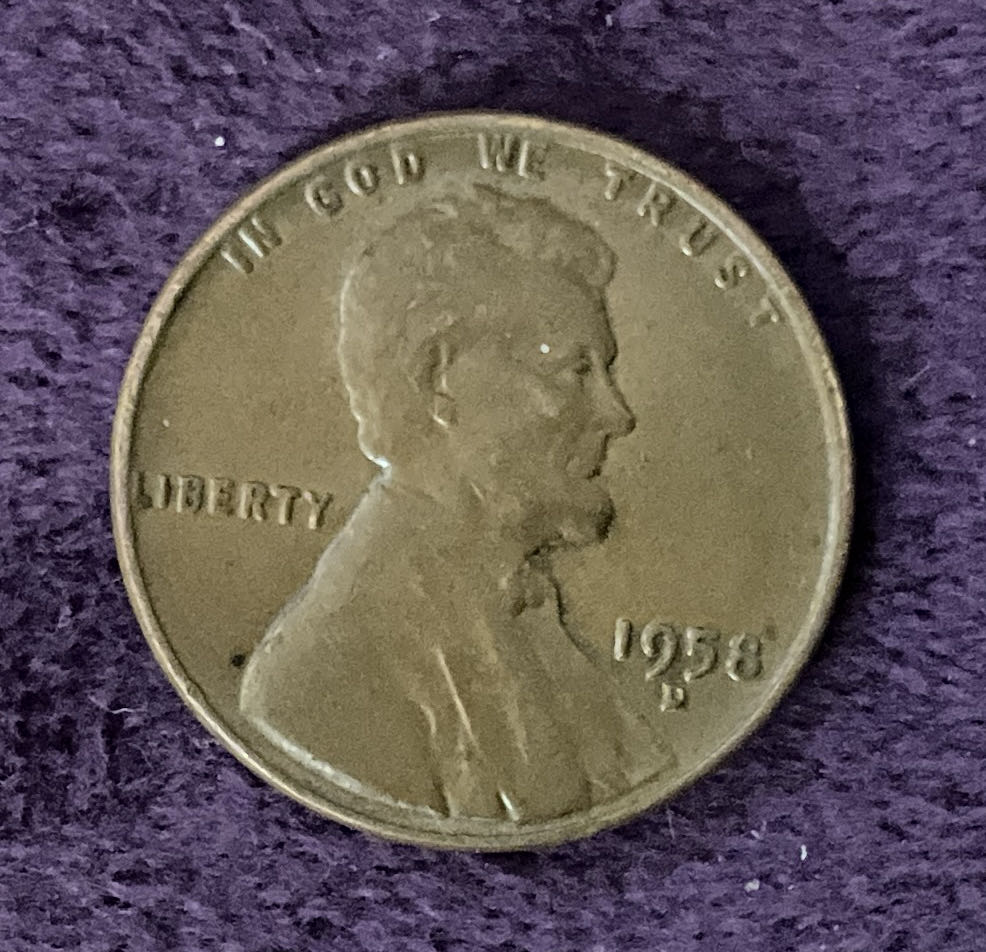 IN GOD WE TRUST
LIBERTY
1958
D